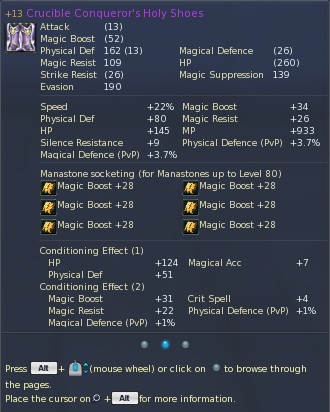 +13 Crucible Conqueror's Holy Shoes
Attack (13)
Magic Boost (52)
Physical Def 162 (13) Magical Defence (26)
Magic Resist 109 HP (260)
Strike Resist (26) Magic Suppression 139
Evasion 190
Speed +22% Magic Boost +34
Physical Def +80 Magic Resist +26
HP +145 MP +933
Silence Resistance +9 Physical Defence (PvP) +3.7%
Magical Defence (PvP) +3.7%
Manastone socketing (for Manastones up to Level 80)
Magic Boost +28 Magic Boost +28
Magic Boost +28 Magic Boost +28
Magic Boost +28 Magic Boost +28
Conditioning Effect (1)
HP +124 Magical Acc +7
Physical Def +51
Conditioning Effect (2)
Magic Boost +31 Crit Spell +4
Magic Resist +22 Physical Defence (PvP) +1%
Magical Defence (PvP) +1%
Press Alt + (mouse wheel) or click on to browse through
the pages.
Place the cursor on + Alt for more information.